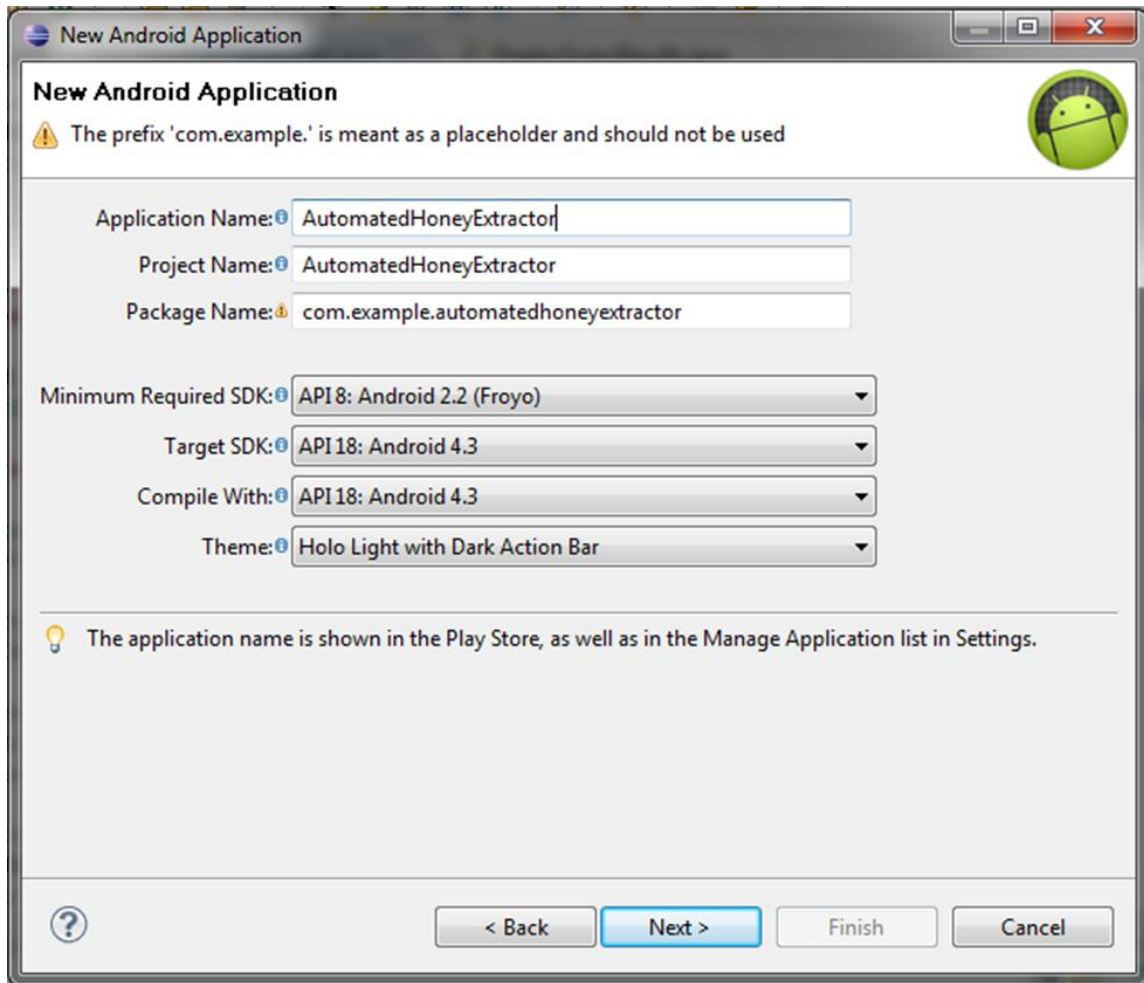 New Android Application
New Android Application
The prefix 'com.example.' is meant as a placeholder and should not be used
Application Name: AutomatedHoneyExtractor
Project Name: AutomatedHoneyExtractor
Package Name: com.example.automatedhoneyextractor
Minimum Required SDK: API 8: Android 2.2 (Froyo)
Target SDK: API 18: Android 4.3
Compile With: API 18: Android 4.3
Theme: Holo Light with Dark Action Bar
The application name is shown in the Play Store, as well as in the Manage Application list in Settings.
? < Back Next > Finish Cancel